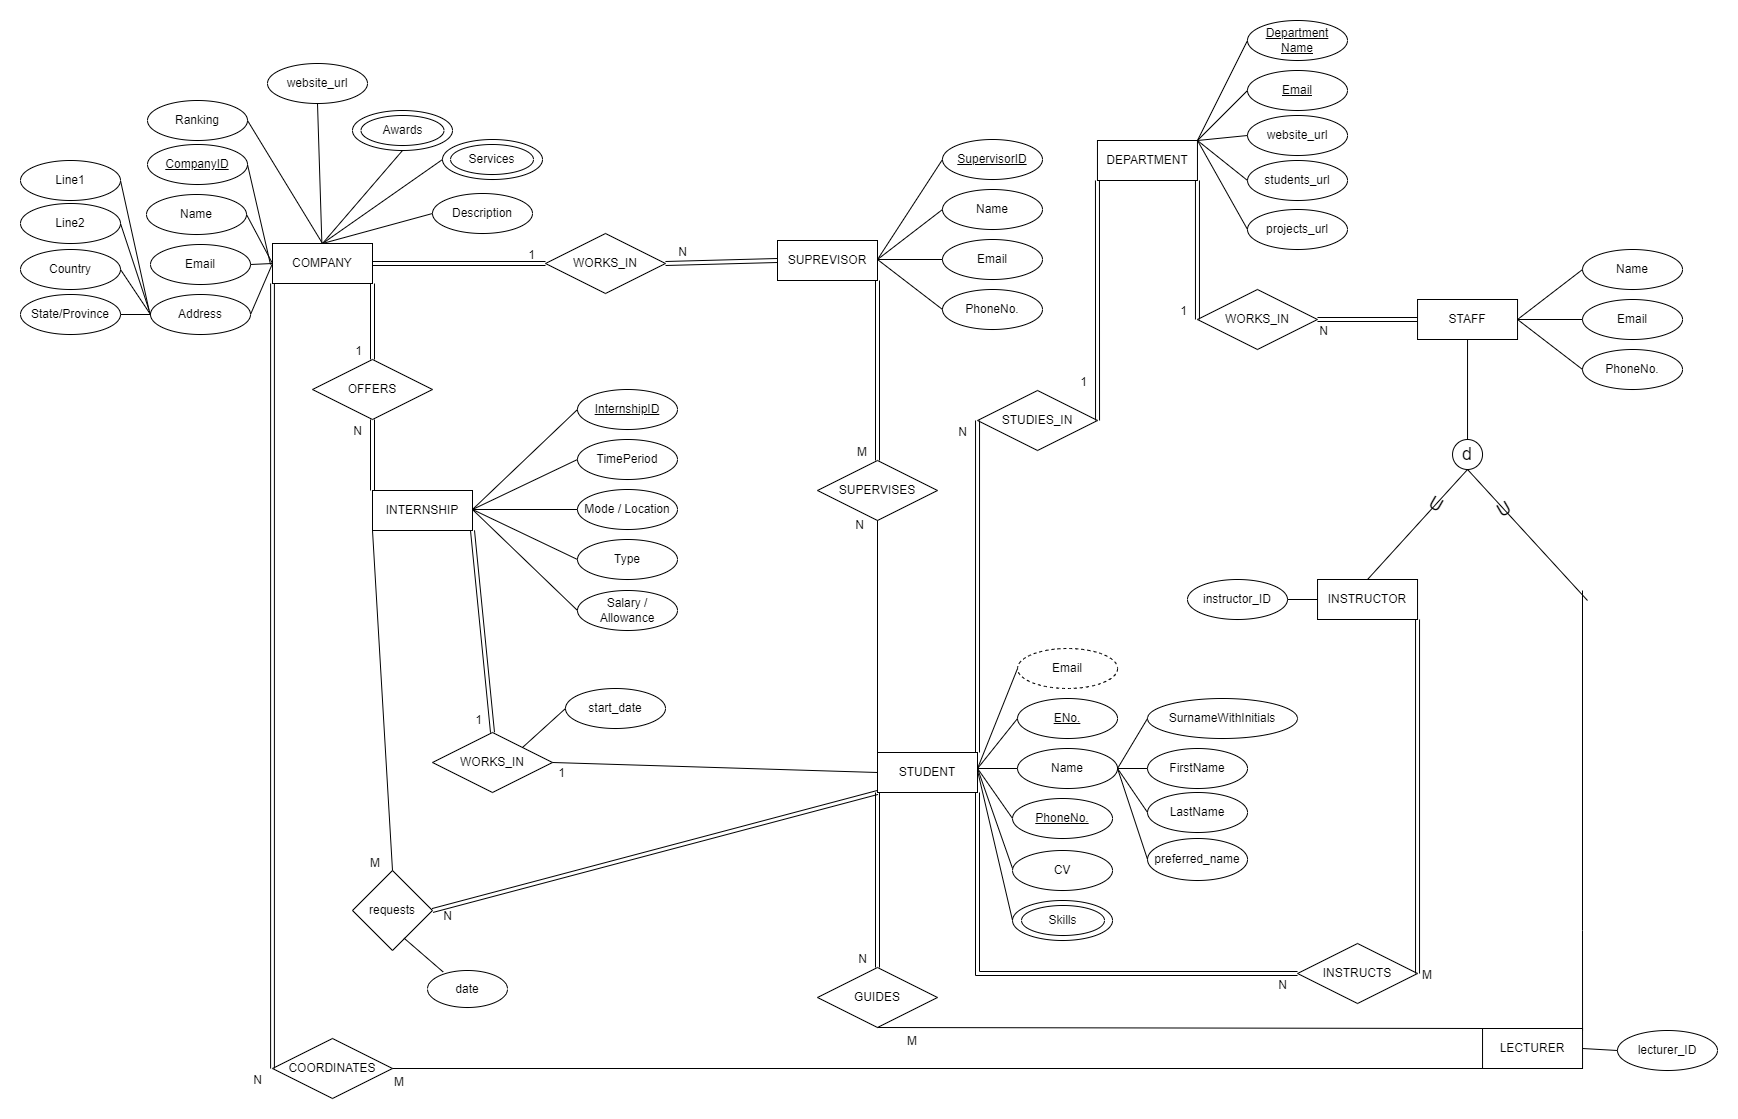 Department
Name
website_url
Email
Ranking
Awards
website_url
CompanyID
Services
SupervisorID
DEPARTMENT
Line1
students_url
Name
Description
Name
Line2
projects_url
COMPANY
1
WORKS_IN
N
SUPREVISOR
Email
Email
Country
Name
State/Province
Address
PhoneNo.
1
WORKS_IN
N
STAFF
Email
1
OFFERS
N
PhoneNo.
1
InternshipID
STUDIES_IN
N
TimePeriod
M
d
SUPERVISES
N
INTERNSHIP
Mode / Location
Type
Salary /
Allowance
instructor_ID
INSTRUCTOR
Email
start_date
1
ENo.
SurnameWithInitials
WORKS_IN
1
STUDENT
Name
FirstName
PhoneNo.
LastName
preferred_name
CV
M
requests
N
Skills
date
N
GUIDES
M
INSTRUCTS
N
M
COORDINATES
N
M
LECTURER
lecturer_ID